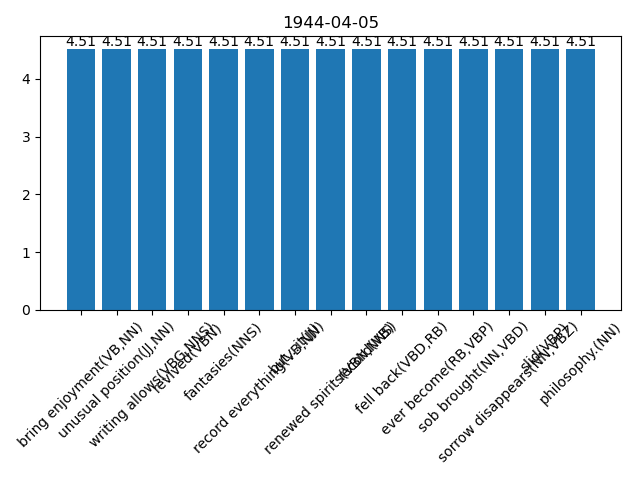 1944-04-05
4.51 4.51 4.51 4.51 4.51 4.51 4.51 4.51 4.51 4.51 4.51 4.51 4.51 4.51 4.51
4
3
2
1
0
bring enjoyment(VB,NN)
unusual position(JJ,NN)
writing allows(VBG,NNS)
revived(VBN)
fantasies(NNS)
record everything(
renewed spirits(
fell back(VBD,RB)
ever become(RB,VBP)
sob brought(NN,VBD)
sorrow disappears(NN,VBZ)
slid(VBP)
philosophy.(NN)